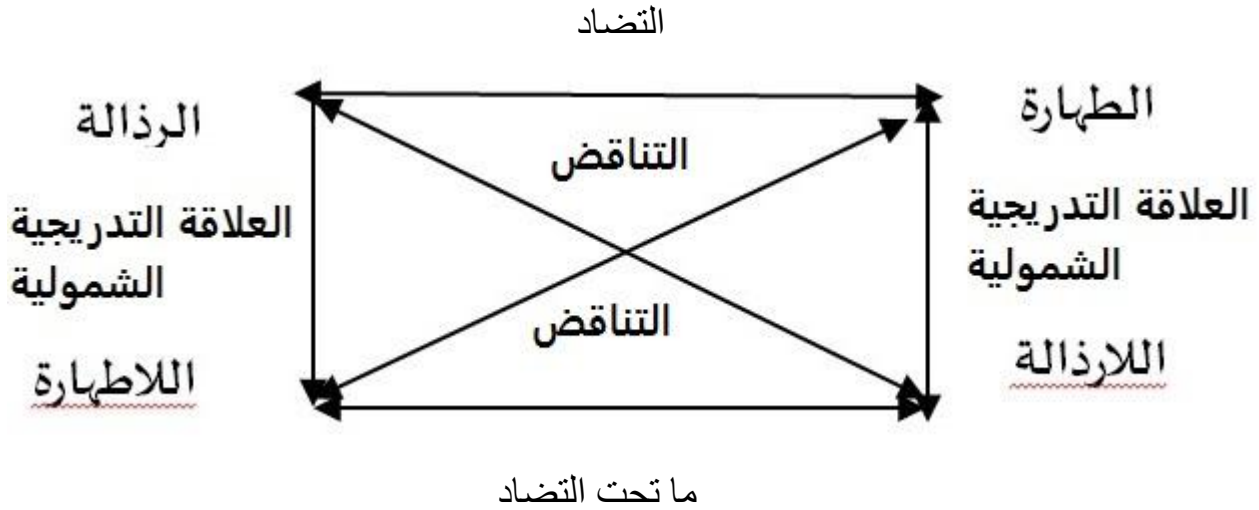 التضاد
الطهارة
الرذالة
التناقض
العلاقة التدريجية
الشمولية
العلاقة التدريجية
الشمولية
التناقض
اللارذالة
اللاطهارة
ما تحت التضاد